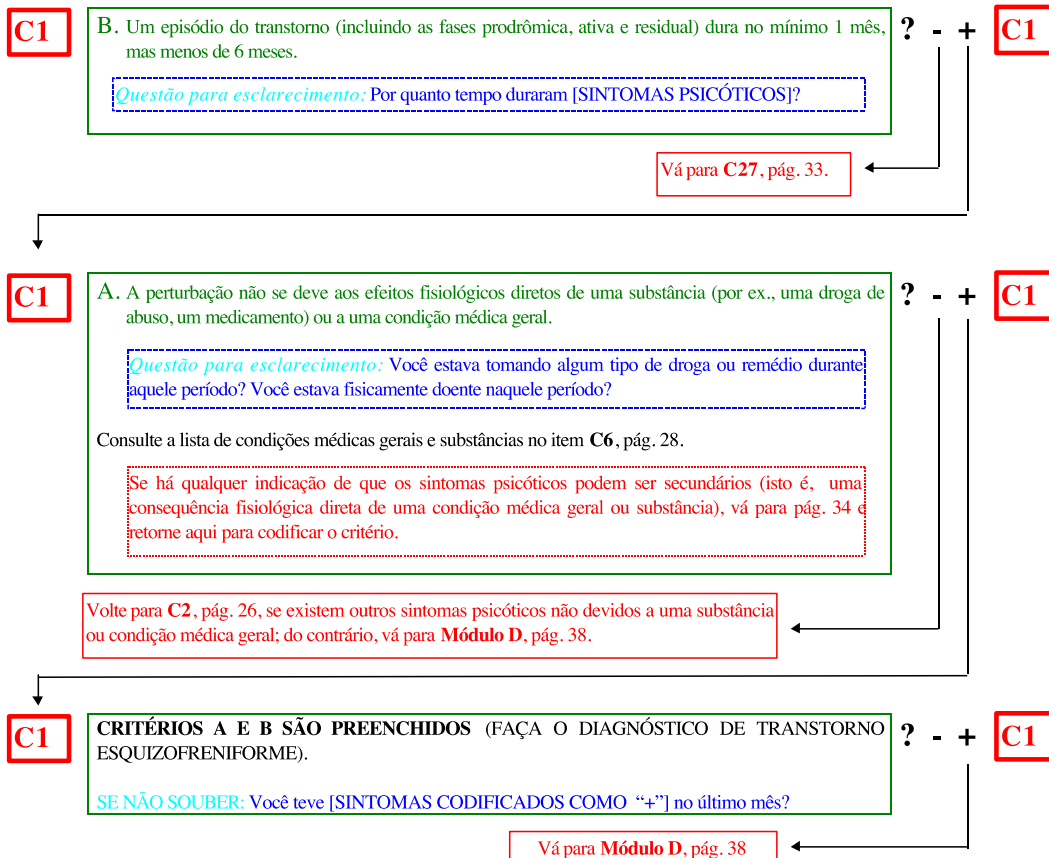 C1 B. Um episódio do transtorno (incluindo as fases prodrômica, ativa e residual) dura no mínimo 1 mês, ? - + C1
mas menos de 6 meses.
Questão para esclarecimento: Por quanto tempo duraram [SINTOMAS PSICÓTICOS]?
Vá para C27, pág. 33.
C1 A. A perturbação não se deve aos efeitos fisiológicos diretos de uma substância (por ex., uma droga de ? - + C1
abuso, um medicamento) ou a uma condição médica geral.
Questão para esclarecimento: Você estava tomando algum tipo de droga ou remédio durante
aquele período? Você estava fisicamente doente naquele período?
Consulte a lista de condições médicas gerais e substâncias no item C6, pág. 28.
Se há qualquer indicação de que os sintomas psicóticos podem ser secundários (isto é, uma
consequência fisiológica direta de uma condição médica geral ou substância), vá para pág. 34 e
retorne aqui para codificar o critério.
Volte para C2, pág. 26, se existem outros sintomas psicóticos não devidos a uma substância
ou condição médica geral; do contrário, vá para Módulo D, pág. 38.
C1 CRITÉRIOS A E B SÃO PREENCHIDOS (FAÇA O DIAGNÓSTICO DE TRANSTORNO ? - + C1
ESQUIZOFRENIFORME).
SE NÃO SOUBER: Você teve [SINTOMAS CODIFICADOS COMO “+”] no último mês?
Vá para Módulo D, pág. 38